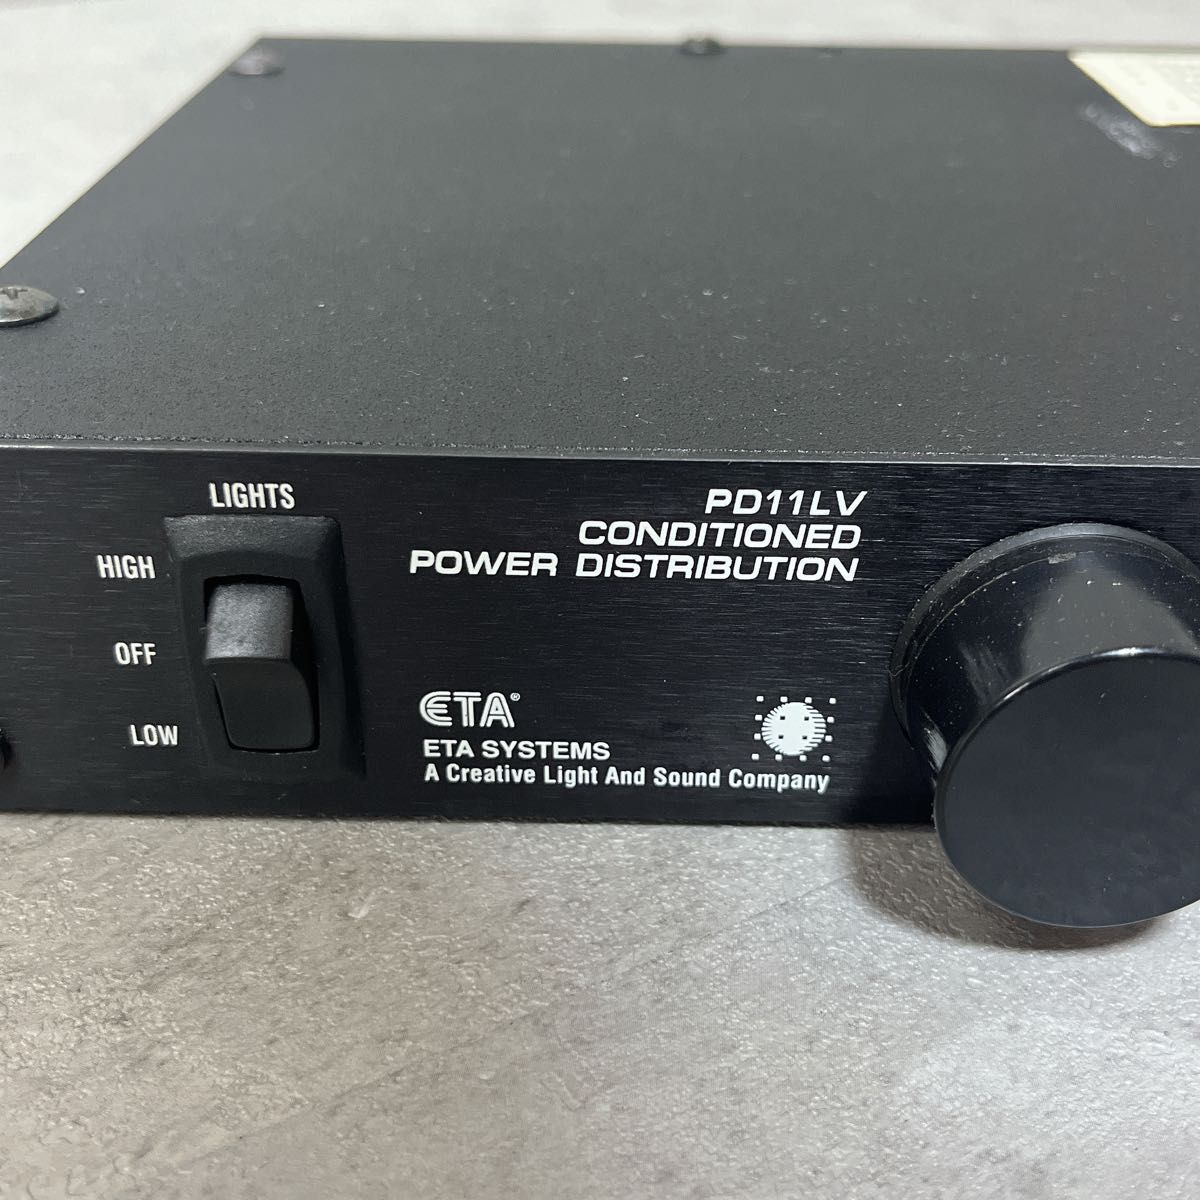 LIGHTS
HIGH
OFF
LOW
PD11LV
CONDITIONED
POWER DISTRIBUTION
ETA®
ETA SYSTEMS
A Creative Light And Sound Company